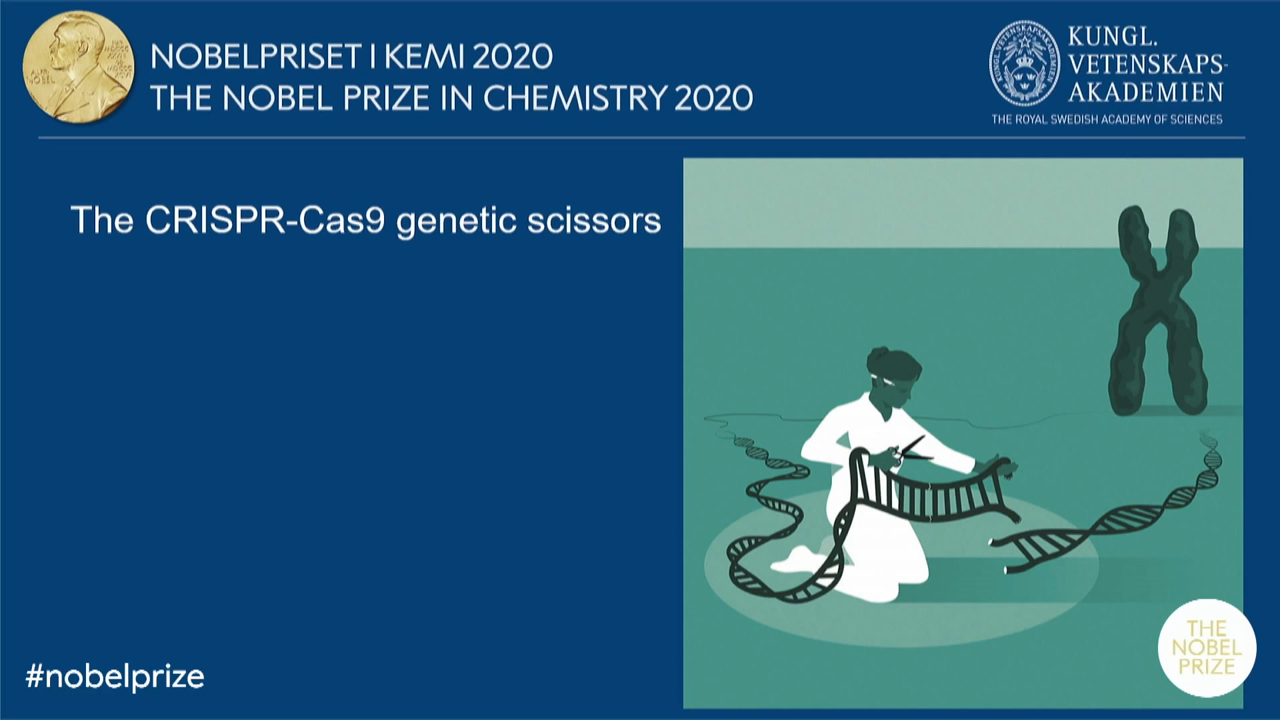 NOBELPRISET I KEMI 2020
THE NOBEL PRIZE IN CHEMISTRY 2020
KUNGL.
VETENSKAPS-
AKADEMIEN
THE ROYAL SWEDISH ACADEMY OF SCIENCES
The CRISPR-Cas9 genetic scissors
#nobelprize
THE
NOBEL
PRIZE